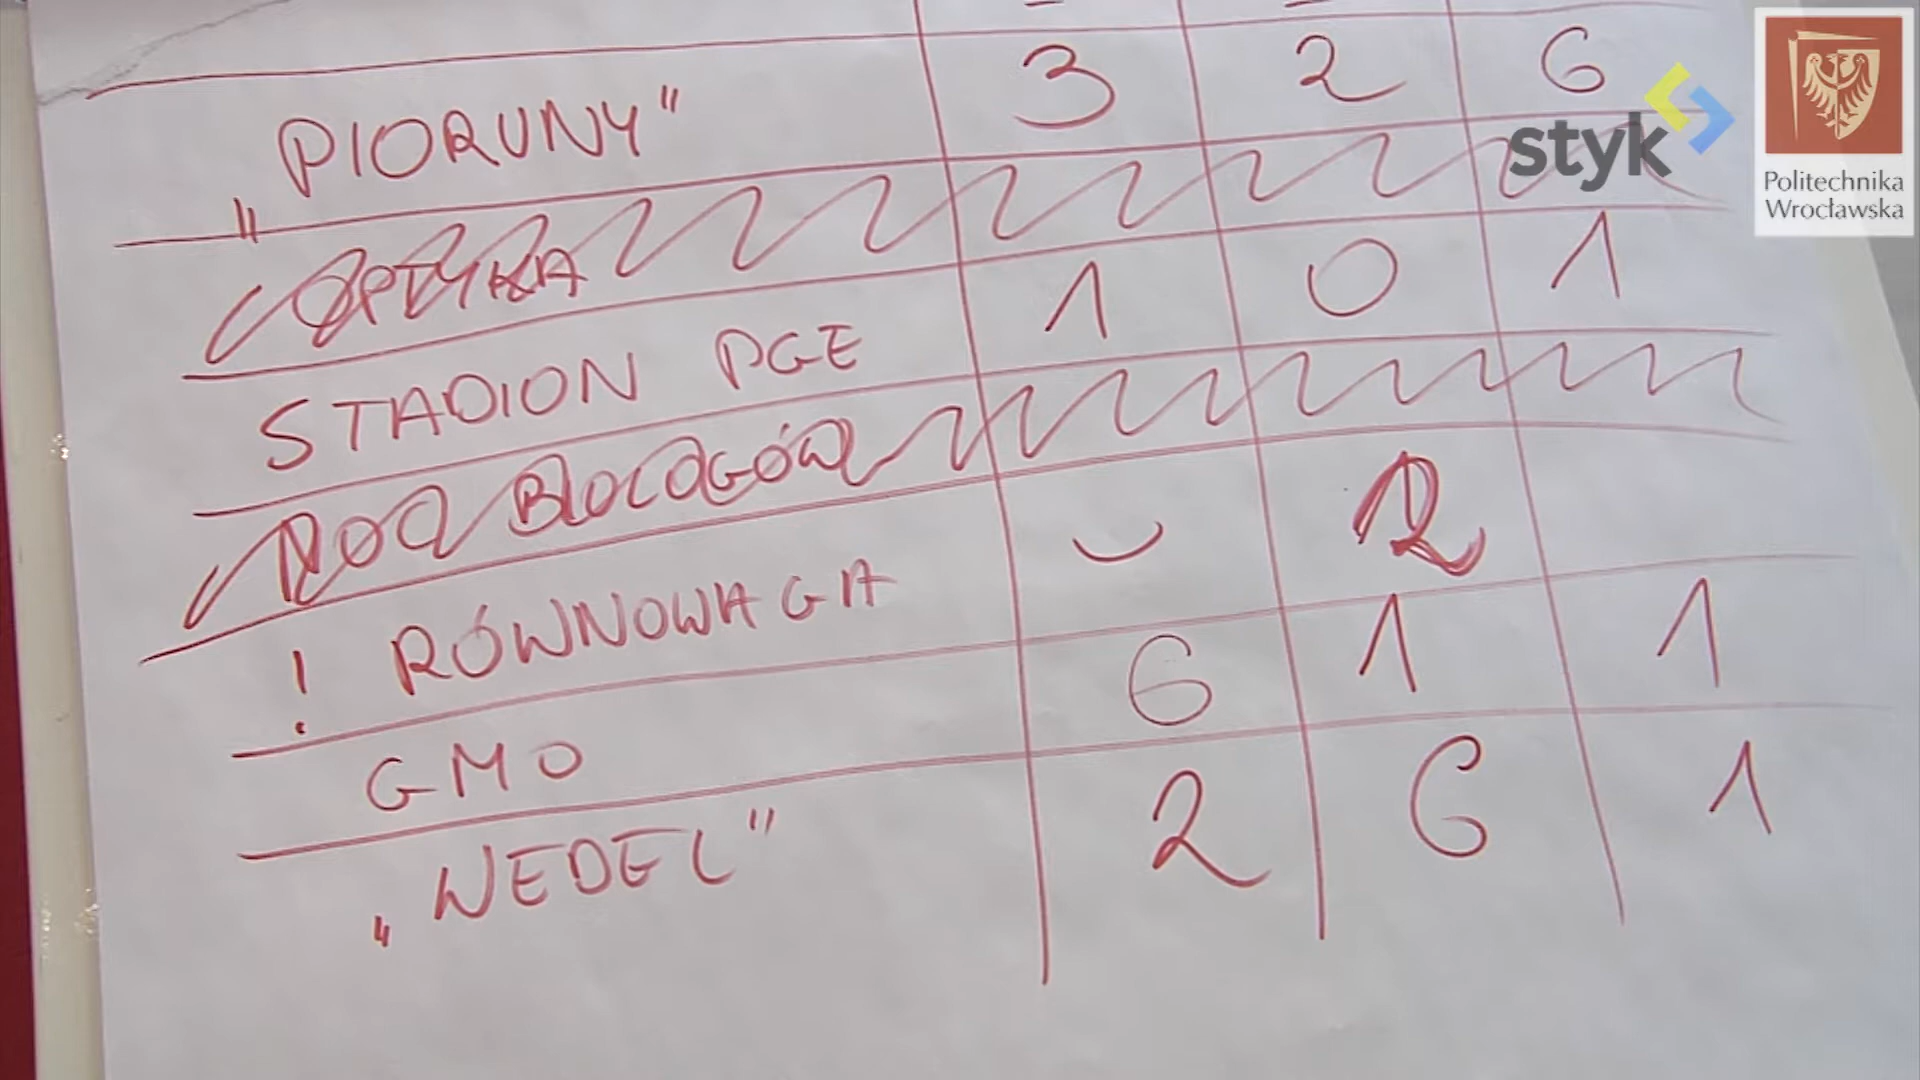 „PIORUNY" 3 2 6
OPTYKA
STADION PGE 1 0 1
NOC BIOLOGÓW
! RÓWNOWAGA 2
GMO 6 1 1
„WEDEL" 2 6 1
styk
Politechnika
Wrocławska